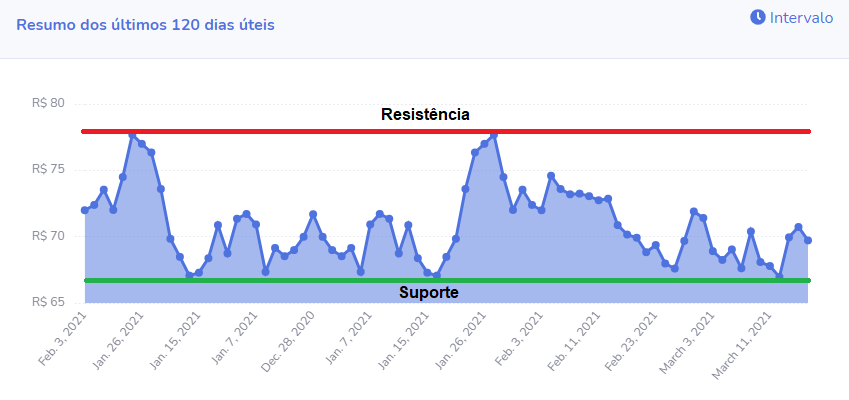 Resumo dos últimos 120 dias úteis
Intervalo
R$ 80
Resistência
R$ 75
R$ 70
Suporte
R$ 65
Feb. 3, 2021
Jan. 26, 2021
Jan. 15, 2021
Jan. 7, 2021
Dec. 28, 2020
Jan. 7, 2021
Jan. 15, 2021
Jan. 26, 2021
Feb. 3, 2021
Feb. 11, 2021
Feb. 23, 2021
March 3, 2021
March 11, 2021